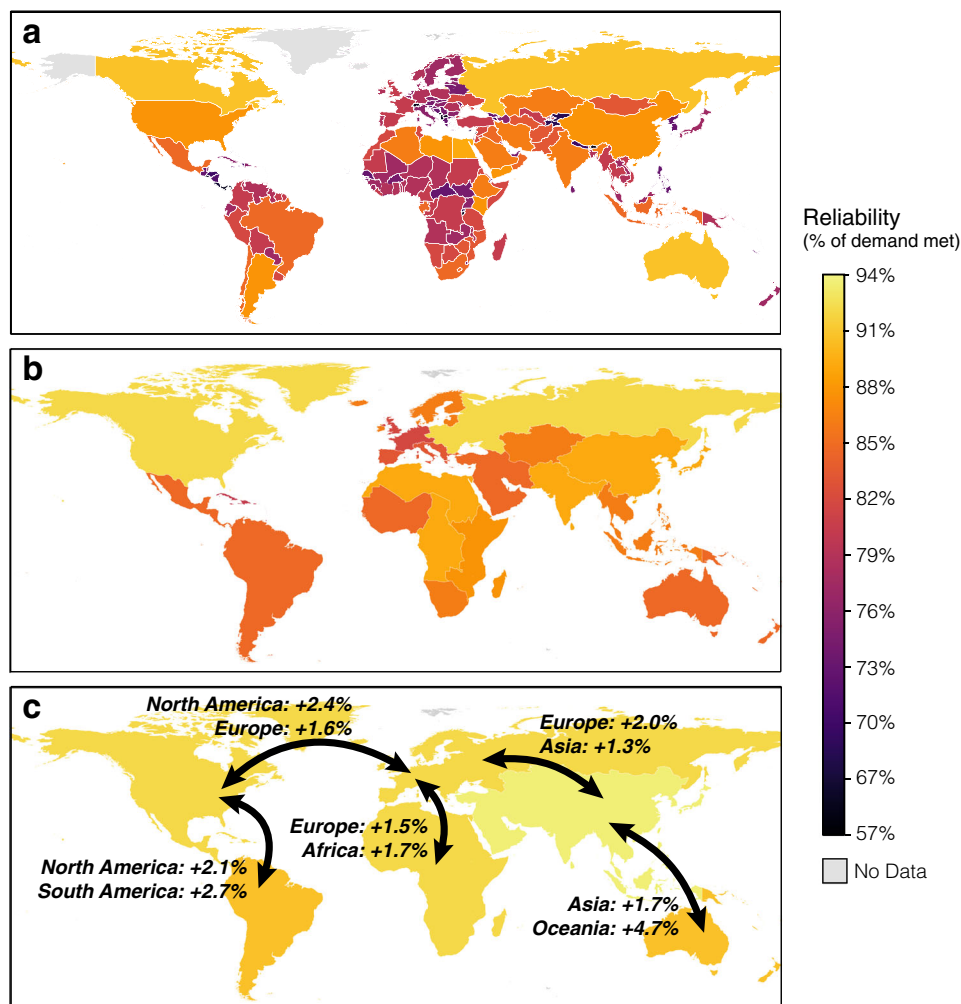 a
b
c
North America: +2.4%
Europe: +1.6%
Europe: +2.0%
Asia: +1.3%
Europe: +1.5%
Africa: +1.7%
North America: +2.1%
South America: +2.7%
Asia: +1.7%
Oceania: +4.7%
Reliability
(% of demand met)
94%
91%
88%
85%
82%
79%
76%
73%
70%
67%
57%
No Data